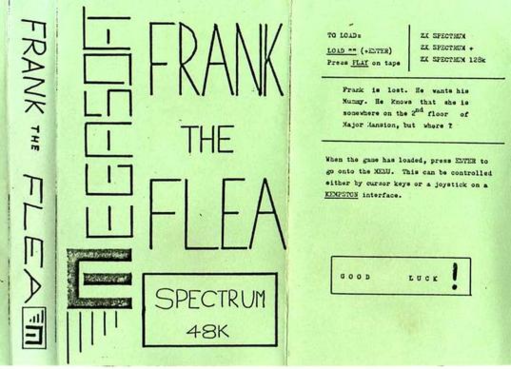 FRANK THE FLEA
MEGASOFT
FRANK
THE
FLEA
SPECTRUM
48K
TO LOAD:
LOAD "" (+ENTER)
Press PLAY on tape
ZX SPECTRUM
ZX SPECTRUM +
ZX SPECTRUM 128k
Frank is lost. He wants his
Mummy. He knows that she is
somewhere on the 2nd floor of
Major Mansion, but where ?
When the game has loaded, press ENTER to
go onto the MENU. This can be controlled
either by cursor keys or a joystick on a
KEMPSTON interface.
GOOD LUCK !